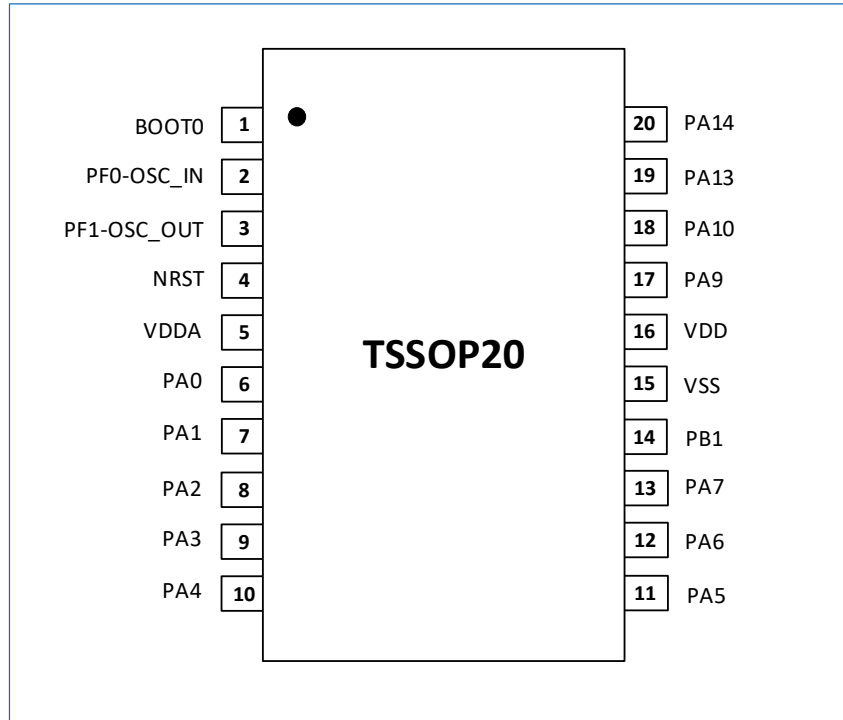 BOOT0 1
PF0-OSC_IN 2
PF1-OSC_OUT 3
NRST 4
VDDA 5
PA0 6
PA1 7
PA2 8
PA3 9
PA4 10
TSSOP20
20 PA14
19 PA13
18 PA10
17 PA9
16 VDD
15 VSS
14 PB1
13 PA7
12 PA6
11 PA5